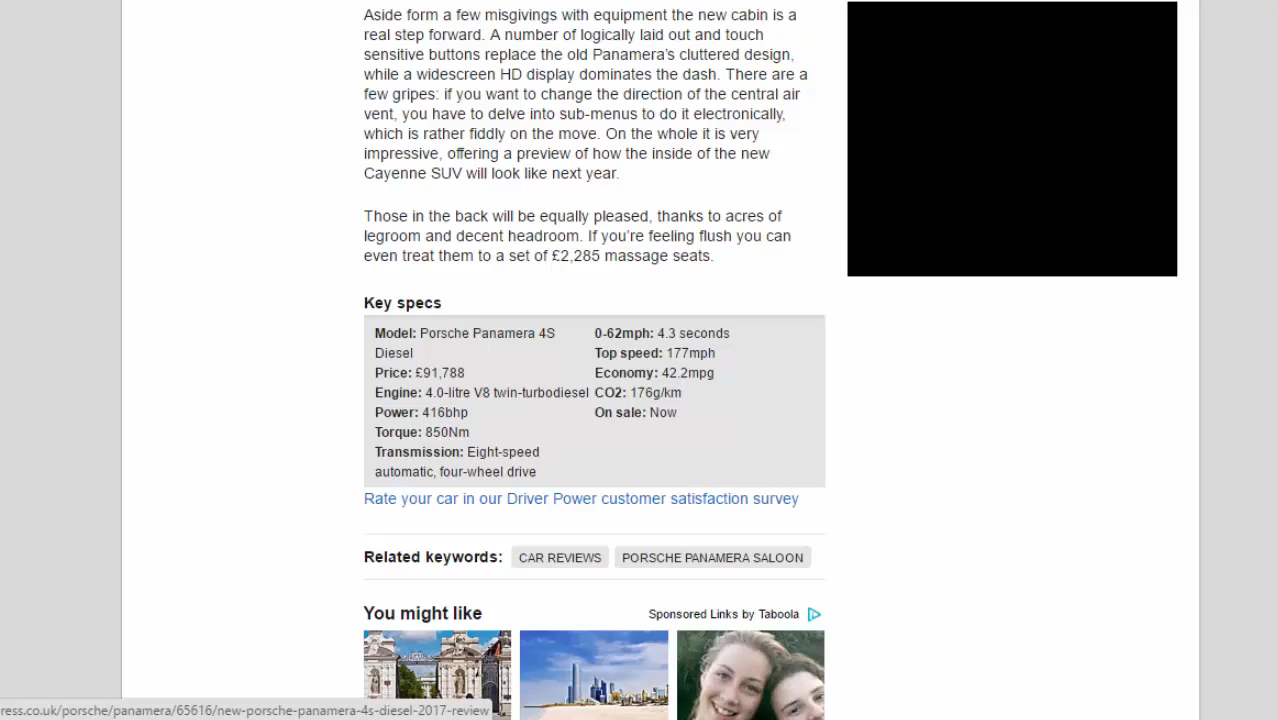 Aside form a few misgivings with equipment the new cabin is a
real step forward. A number of logically laid out and touch
sensitive buttons replace the old Panamera's cluttered design,
while a widescreen HD display dominates the dash. There are a
few gripes: if you want to change the direction of the central air
vent, you have to delve into sub-menus to do it electronically,
which is rather fiddly on the move. On the whole it is very
impressive, offering a preview of how the inside of the new
Cayenne SUV will look like next year.
Those in the back will be equally pleased, thanks to acres of
legroom and decent headroom. If you're feeling flush you can
even treat them to a set of £2,285 massage seats.
Key specs
Model: Porsche Panamera 4S
Diesel
Price: £91,788
Engine: 4.0-litre V8 twin-turbodiesel
Power: 416bhp
Torque: 850Nm
Transmission: Eight-speed
automatic, four-wheel drive
0-62mph: 4.3 seconds
Top speed: 177mph
Economy: 42.2mpg
CO2: 176g/km
On sale: Now
Rate your car in our Driver Power customer satisfaction survey
Related keywords: CAR REVIEWS PORSCHE PANAMERA SALOON
You might like Sponsored Links by Taboola
ress.co.uk/porsche/panamera/65616/new-porsche-panamera-4s-diesel-2017-review